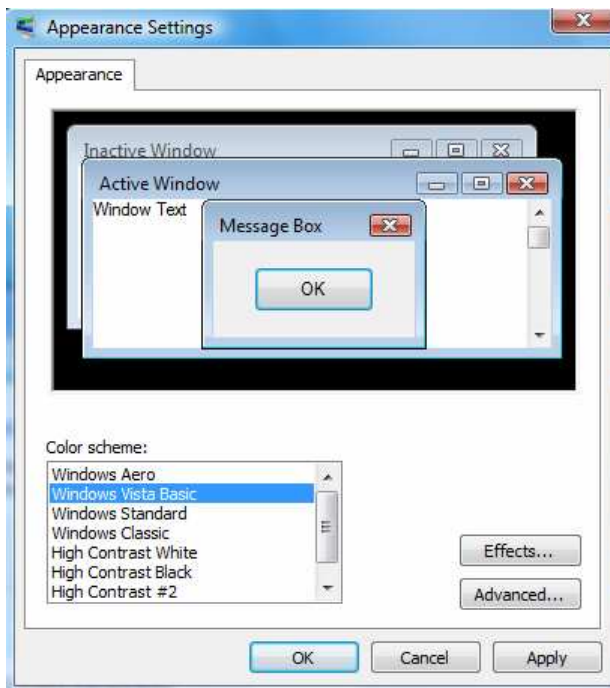 Appearance Settings
Appearance
Inactive Window
Active Window
Window Text
Message Box
OK
Color scheme:
Windows Aero
Windows Vista Basic
Windows Standard
Windows Classic
High Contrast White
High Contrast Black
High Contrast #2
Effects...
Advanced...
OK Cancel Apply